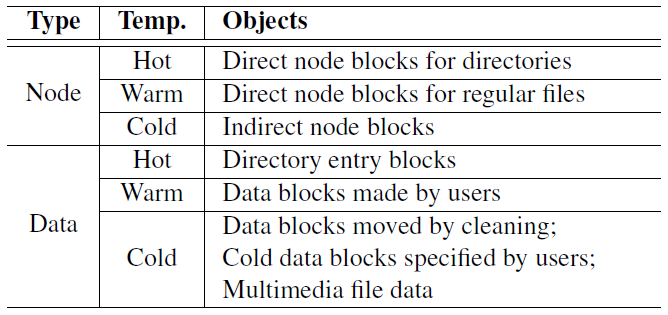 Type Temp. Objects
Hot Direct node blocks for directories
Node Warm Direct node blocks for regular files
Cold Indirect node blocks
Hot Directory entry blocks
Warm Data blocks made by users
Data Data blocks moved by cleaning;
Cold Cold data blocks specified by users;
Multimedia file data